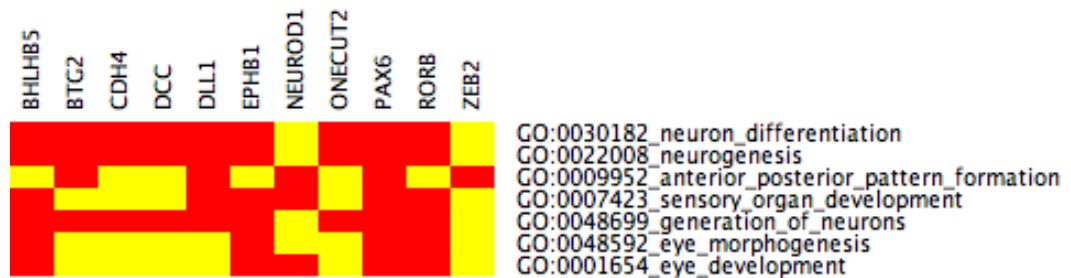 BHLHB5
BTG2
CDH4
DCC
DLL1
EPHB1
NEUROD1
ONECUT2
PAX6
RORB
ZEB2
GO:0030182_neuron_differentiation
GO:0022008_neurogenesis
GO:0009952_anterior_posterior_pattern_formation
GO:0007423_sensory_organ_development
GO:0048699_generation_of_neurons
GO:0048592_eye_morphogenesis
GO:0001654_eye_development